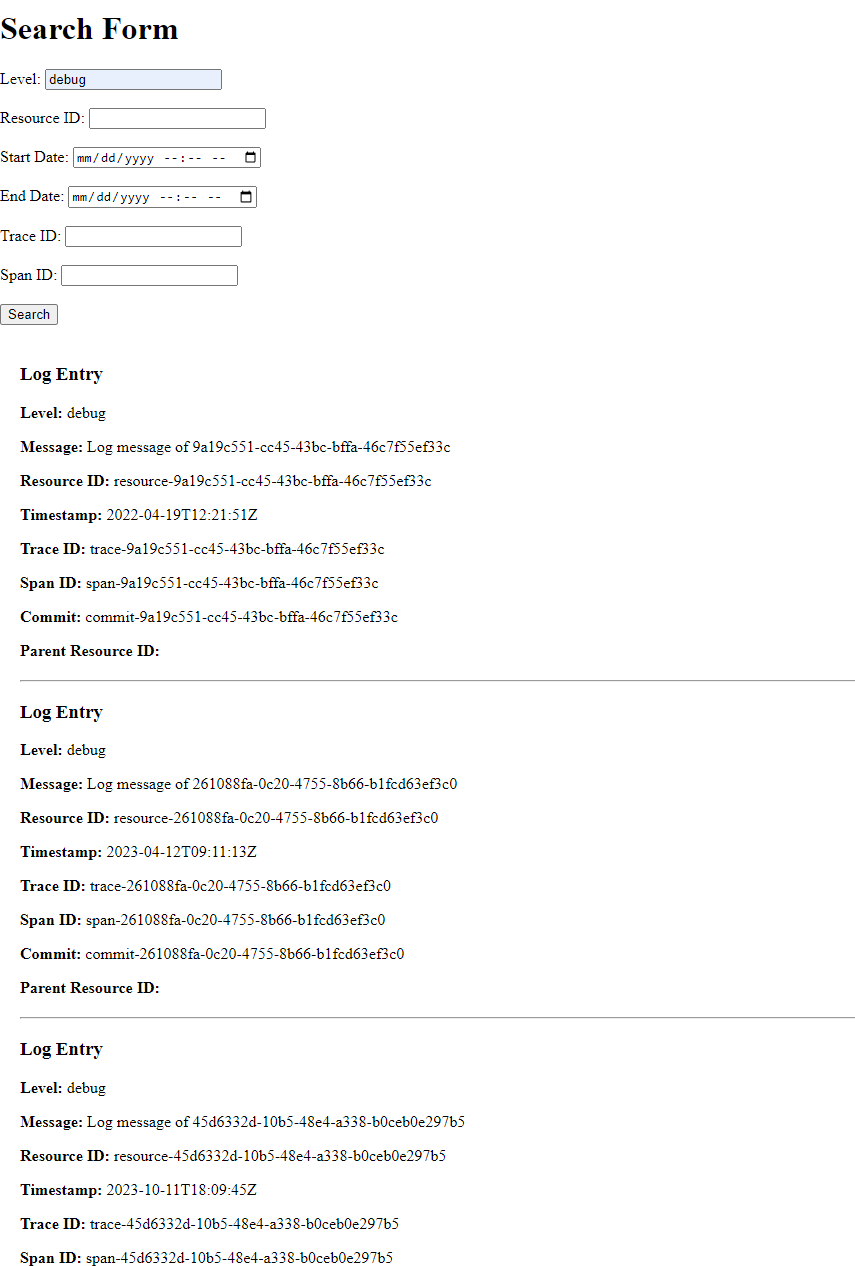 Search Form
Level: debug
Resource ID:
Start Date: mm/dd/yyyy --:-- --
End Date: mm/dd/yyyy --:-- --
Trace ID:
Span ID:
Search
Log Entry
Level: debug
Message: Log message of 9a19c551-cc45-43bc-bffa-46c7f55ef33c
Resource ID: resource-9a19c551-cc45-43bc-bffa-46c7f55ef33c
Timestamp: 2022-04-19T12:21:51Z
Trace ID: trace-9a19c551-cc45-43bc-bffa-46c7f55ef33c
Span ID: span-9a19c551-cc45-43bc-bffa-46c7f55ef33c
Commit: commit-9a19c551-cc45-43bc-bffa-46c7f55ef33c
Parent Resource ID:
Log Entry
Level: debug
Message: Log message of 261088fa-0c20-4755-8b66-b1fcd63ef3c0
Resource ID: resource-261088fa-0c20-4755-8b66-b1fcd63ef3c0
Timestamp: 2023-04-12T09:11:13Z
Trace ID: trace-261088fa-0c20-4755-8b66-b1fcd63ef3c0
Span ID: span-261088fa-0c20-4755-8b66-b1fcd63ef3c0
Commit: commit-261088fa-0c20-4755-8b66-b1fcd63ef3c0
Parent Resource ID:
Log Entry
Level: debug
Message: Log message of 45d6332d-10b5-48e4-a338-b0ceb0e297b5
Resource ID: resource-45d6332d-10b5-48e4-a338-b0ceb0e297b5
Timestamp: 2023-10-11T18:09:45Z
Trace ID: trace-45d6332d-10b5-48e4-a338-b0ceb0e297b5
Span ID: span-45d6332d-10b5-48e4-a338-b0ceb0e297b5